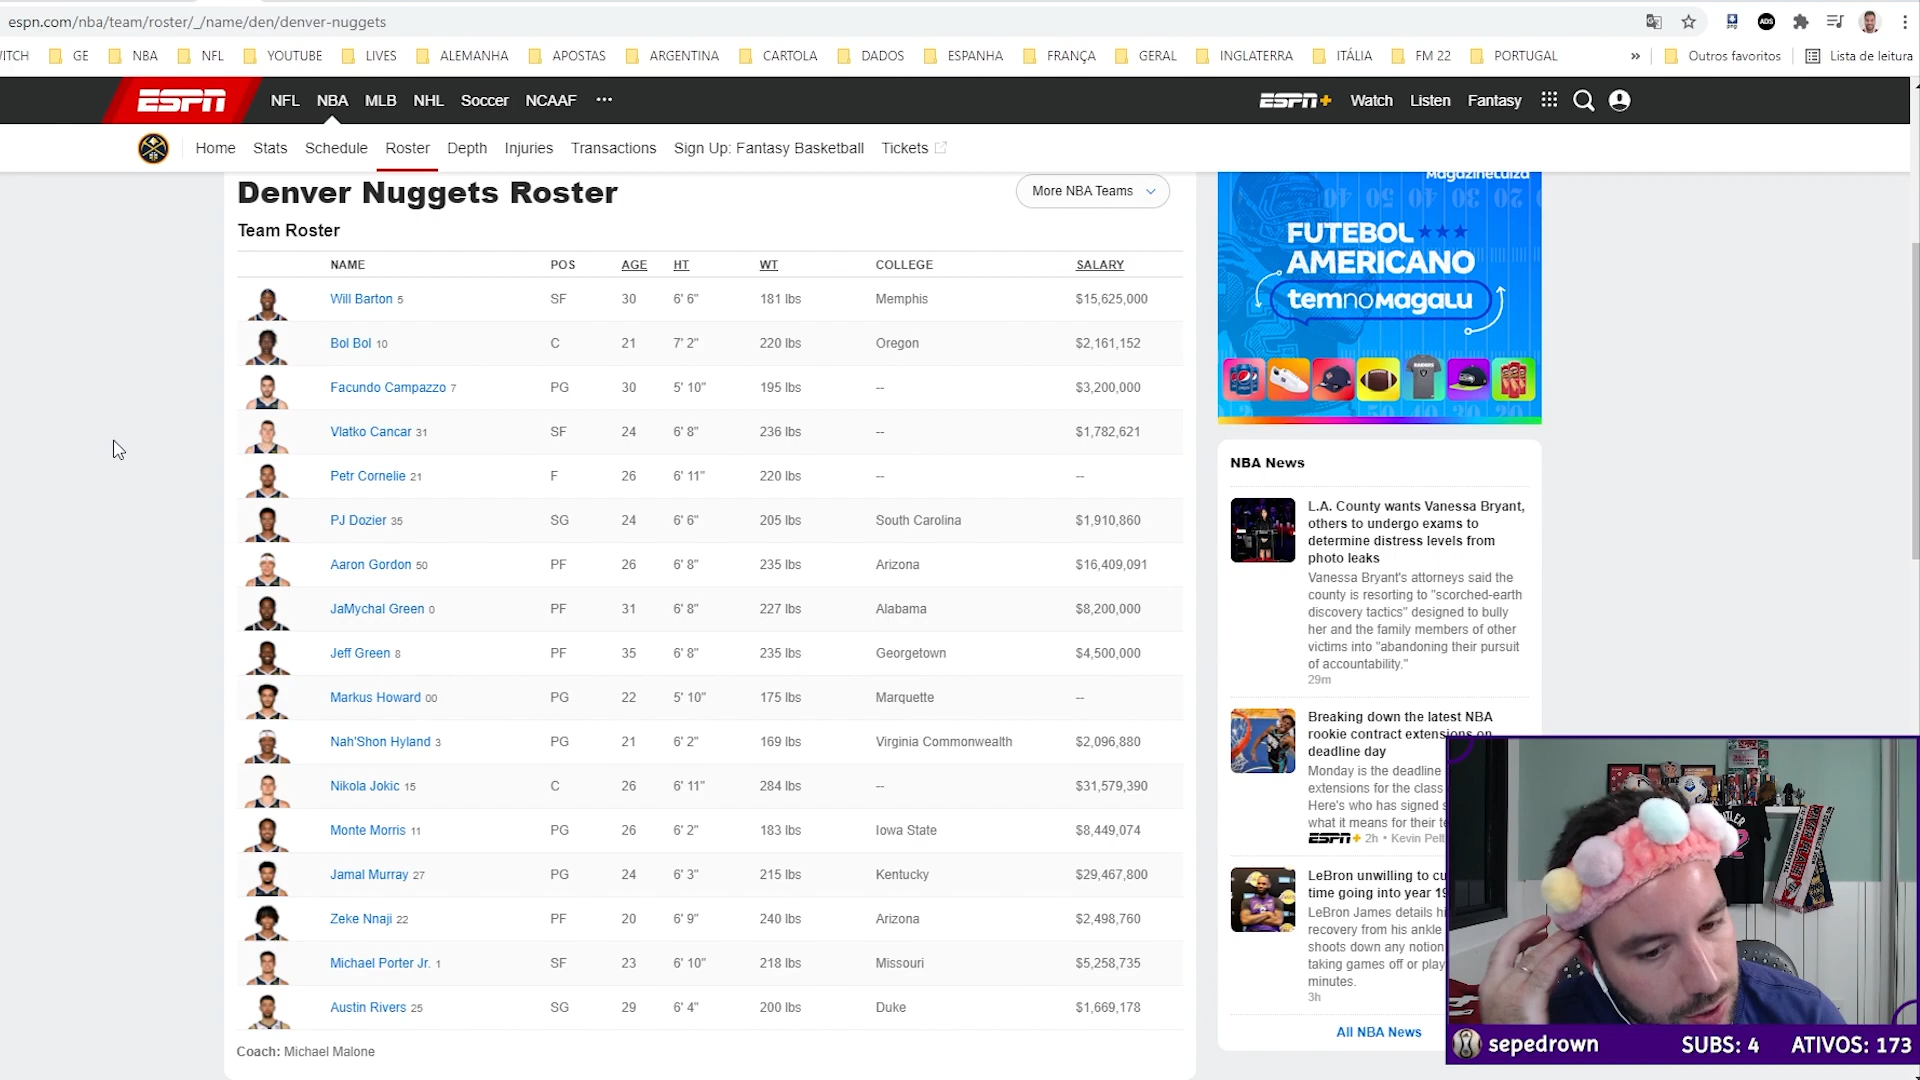 espn.com/nba/team/roster/_/name/den/denver-nuggets
ITCH GE NBA NFL YOUTUBE LIVES ALEMANHA APOSTAS ARGENTINA CARTOLA DADOS ESPANHA FRANÇA GERAL INGLATERRA ITÁLIA FM 22 PORTUGAL » Outros favoritos Lista de leitura
ESPN NFL NBA MLB NHL Soccer NCAAF ESPN+ Watch Listen Fantasy
Home Stats Schedule Roster Depth Injuries Transactions Sign Up: Fantasy Basketball Tickets
Denver Nuggets Roster
More NBA Teams
Team Roster
NAME POS AGE HT WT COLLEGE SALARY
Will Barton 5 SF 30 6' 6" 181 lbs Memphis $15,625,000
Bol Bol 10 C 21 7' 2" 220 lbs Oregon $2,161,152
Facundo Campazzo 7 PG 30 5' 10" 195 lbs -- $3,200,000
Vlatko Cancar 31 SF 24 6' 8" 236 lbs -- $1,782,621
Petr Cornelie 21 F 26 6' 11" 220 lbs -- --
PJ Dozier 35 SG 24 6' 6" 205 lbs South Carolina $1,910,860
Aaron Gordon 50 PF 26 6' 8" 235 lbs Arizona $16,409,091
JaMychal Green 0 PF 31 6' 8" 227 lbs Alabama $8,200,000
Jeff Green 8 PF 35 6' 8" 235 lbs Georgetown $4,500,000
Markus Howard 00 PG 22 5' 10" 175 lbs Marquette --
Nah'Shon Hyland 3 PG 21 6' 2" 169 lbs Virginia Commonwealth $2,096,880
Nikola Jokic 15 C 26 6' 11" 284 lbs -- $31,579,390
Monte Morris 11 PG 26 6' 2" 183 lbs Iowa State $8,449,074
Jamal Murray 27 PG 24 6' 3" 215 lbs Kentucky $29,467,800
Zeke Nnaji 22 PF 20 6' 9" 240 lbs Arizona $2,498,760
Michael Porter Jr. 1 SF 23 6' 10" 218 lbs Missouri $5,258,735
Austin Rivers 25 SG 29 6' 4" 200 lbs Duke $1,669,178
Coach: Michael Malone
MagazineLuiza
FUTEBOL
AMERICANO
temnomagalu
NBA News
L.A. County wants Vanessa Bryant,
others to undergo exams to
determine distress levels from
photo leaks
Vanessa Bryant's attorneys said the
county is resorting to "scorched-earth
discovery tactics" designed to bully
her and the family members of other
victims into "abandoning their pursuit
of accountability."
29m
Breaking down the latest NBA
rookie contract extensions on
deadline day
Monday is the deadline
extensions for the class
Here's who has signed
what it means for their
ESPN+ 2h • Kevin Pelt
LeBron unwilling to cu
time going into year 19
LeBron James details hi
recovery from his ankle
shoots down any notion
taking games off or play
minutes.
3h
All NBA News
sepedrown SUBS: 4 ATIVOS: 173